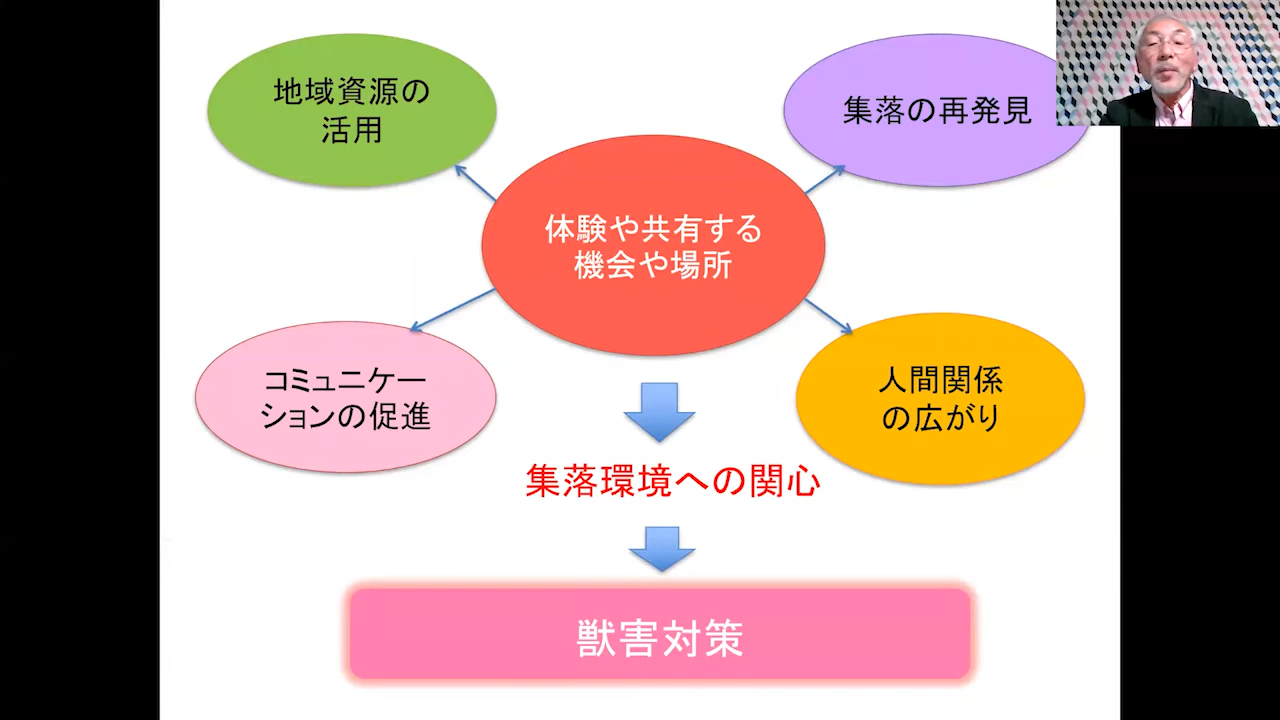 地域資源の
活用
集落の再発見
体験や共有する
機会や場所
コミュニケー
ションの促進
人間関係
の広がり
集落環境への関心
獣害対策